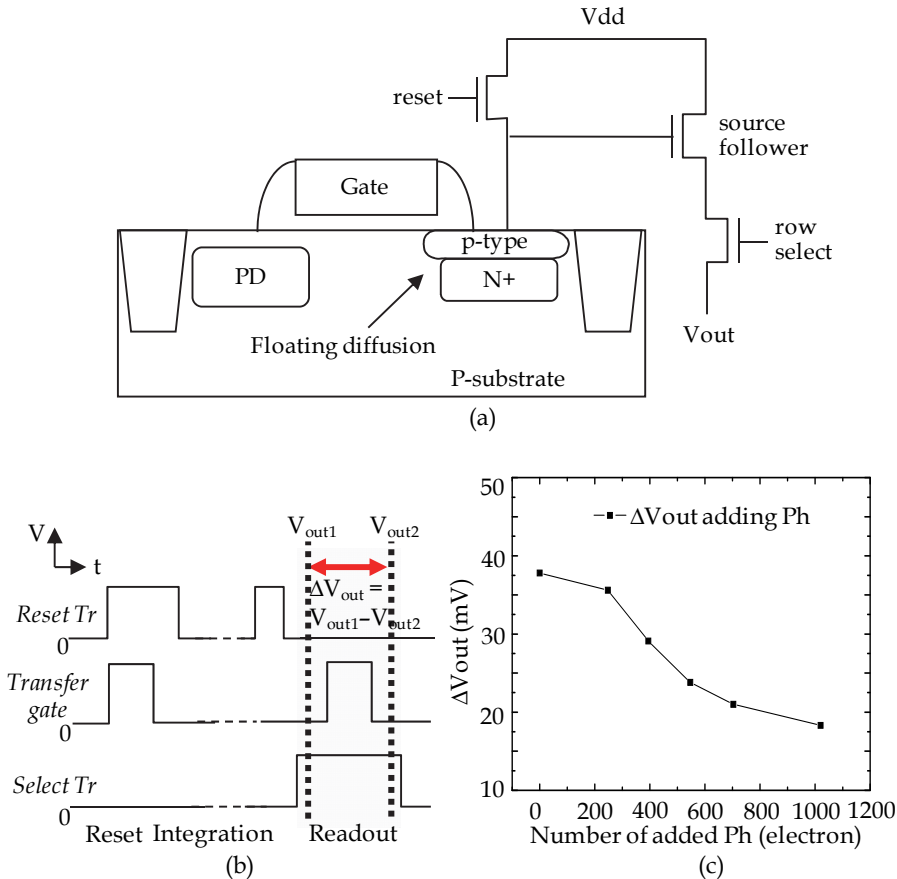 Vdd
reset
source
follower
Gate
p-type
PD
N+
row
select
Floating diffusion
Vout
P-substrate
(a)
V
t
Vout1
Vout2
ΔVout =
Vout1–Vout2
Reset Tr
0
Transfer
gate
0
Select Tr
0
Reset Integration Readout
(b)
50
40
30
20
10
ΔVout (mV)
ΔVout adding Ph
0 200 400 600 800 1000 1200
Number of added Ph (electron)
(c)